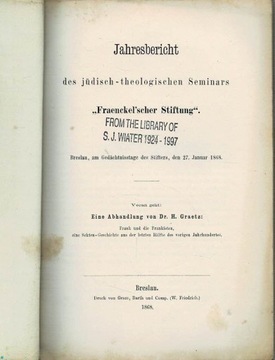 Jahresbericht
des jüdisch-theologischen Seminars
„Fraenckel'scher Stiftung“.
FROM THE LIBRARY OF
S. J. WIATER 1924 - 1997
Breslau, am Gedächtnisstage des Stifters, den 27. Januar 1868.
Voran geht:
Eine Abhandlung von Dr. H. Graetz:
Frank und die Frankisten,
eine Sekten-Geschichte aus der letzten Hälfte des vorigen Jahrhunderts.
Breslau.
Druck von Grass, Barth und Comp. (W. Friedrich.)
1868.